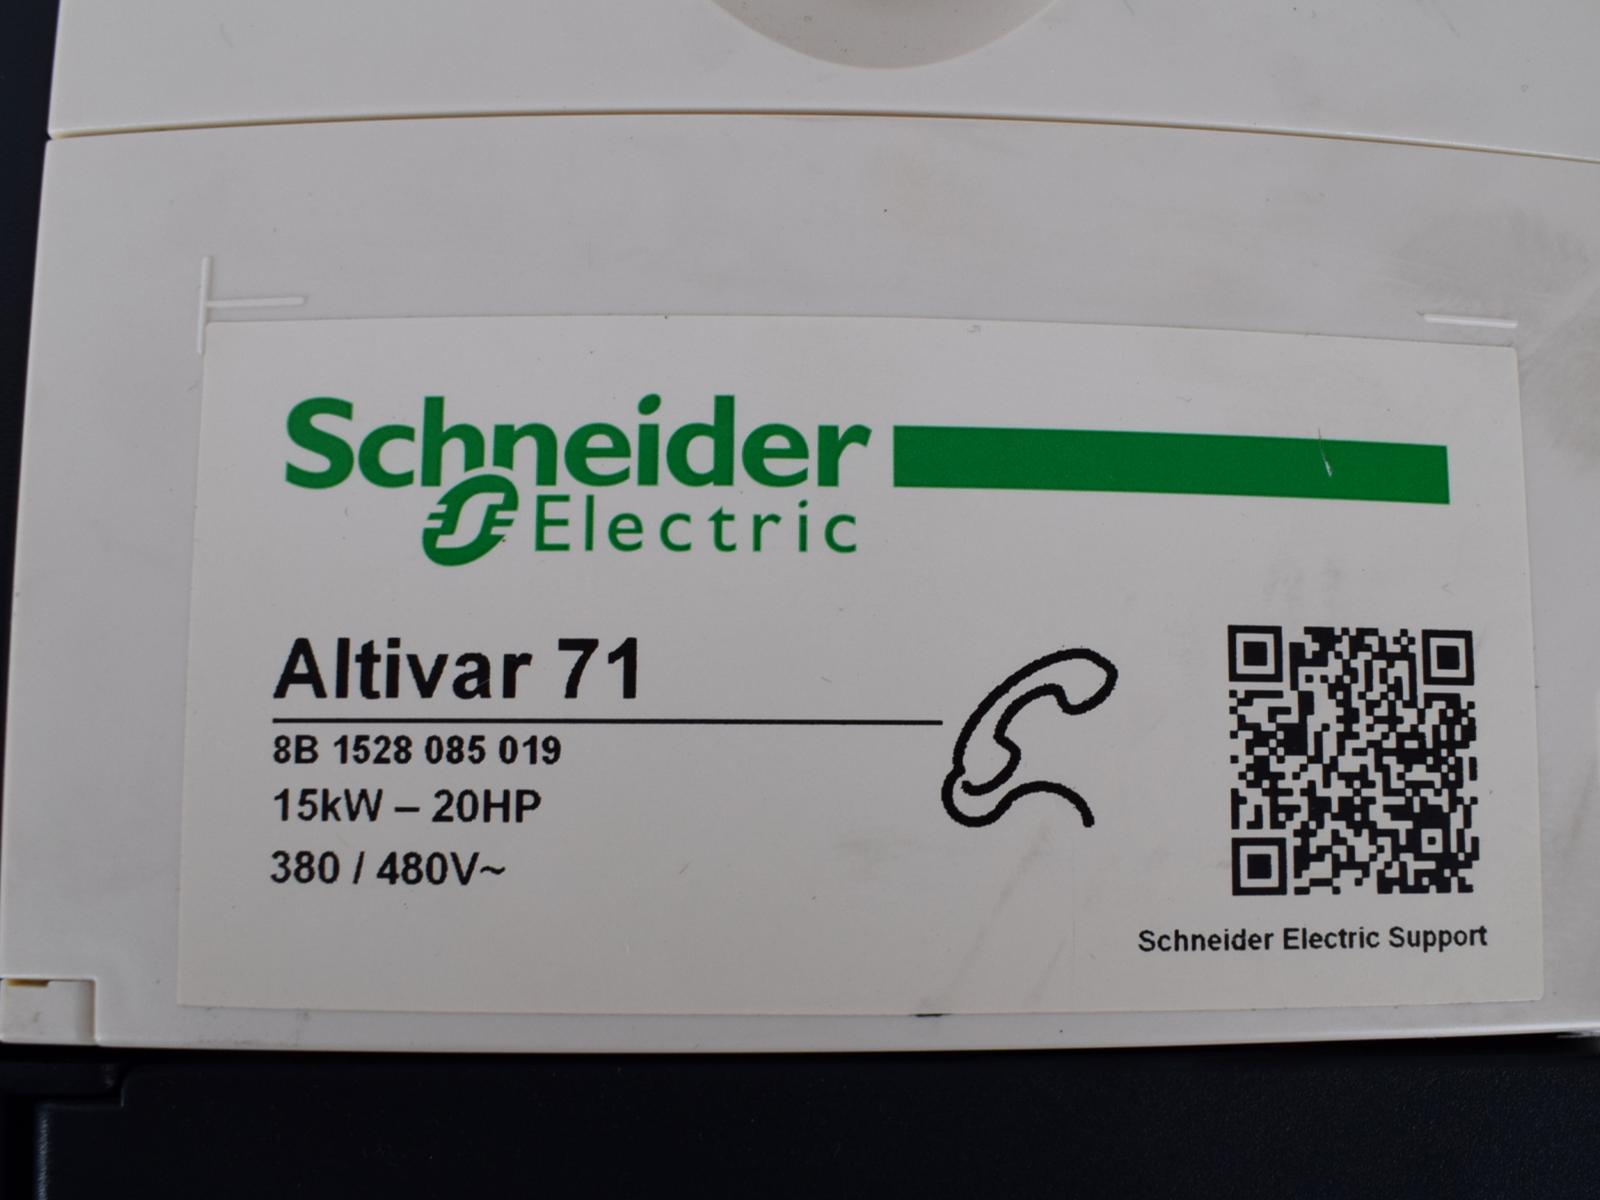 Schneider
Electric
Altivar 71
8B 1528 085 019
15kW – 20HP
380 / 480V~
Schneider Electric Support